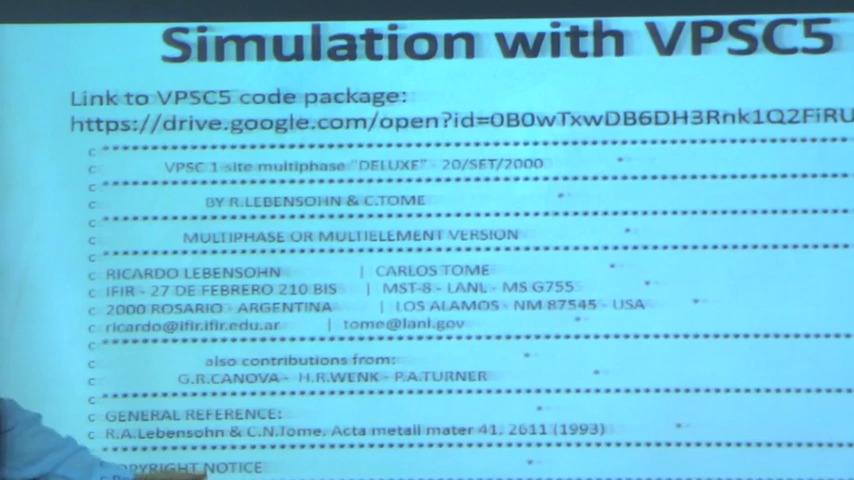 Simulation with VPSC5
Link to VPSC5 code package:
https://drive.google.com/open?id=0B0wTxwDB6DH3Rnk1Q2FiRU
c ************************************************************
c VPSC 1-site multiphase "DELUXE" - 20/SET/2000 *
c ************************************************************
c BY R.LEBENSOHN & C.TOME *
c ************************************************************
c MULTIPHASE OR MULTIELEMENT VERSION *
c ************************************************************
c RICARDO LEBENSOHN | CARLOS TOME *
c IFIR - 27 DE FEBRERO 210 BIS | MST-8 - LANL - MS G755 *
c 2000 ROSARIO - ARGENTINA | LOS ALAMOS - NM 87545 - USA *
c ricardo@ifir.ifir.edu.ar | tome@lanl.gov *
c ************************************************************
c also contributions from: *
c G.R.CANOVA - H.R.WENK - P.A.TURNER *
c ************************************************************
c GENERAL REFERENCE: *
c R.A.Lebensohn & C.N.Tome, Acta metall mater 41, 2611 (1993) *
c ************************************************************
NOTICE *